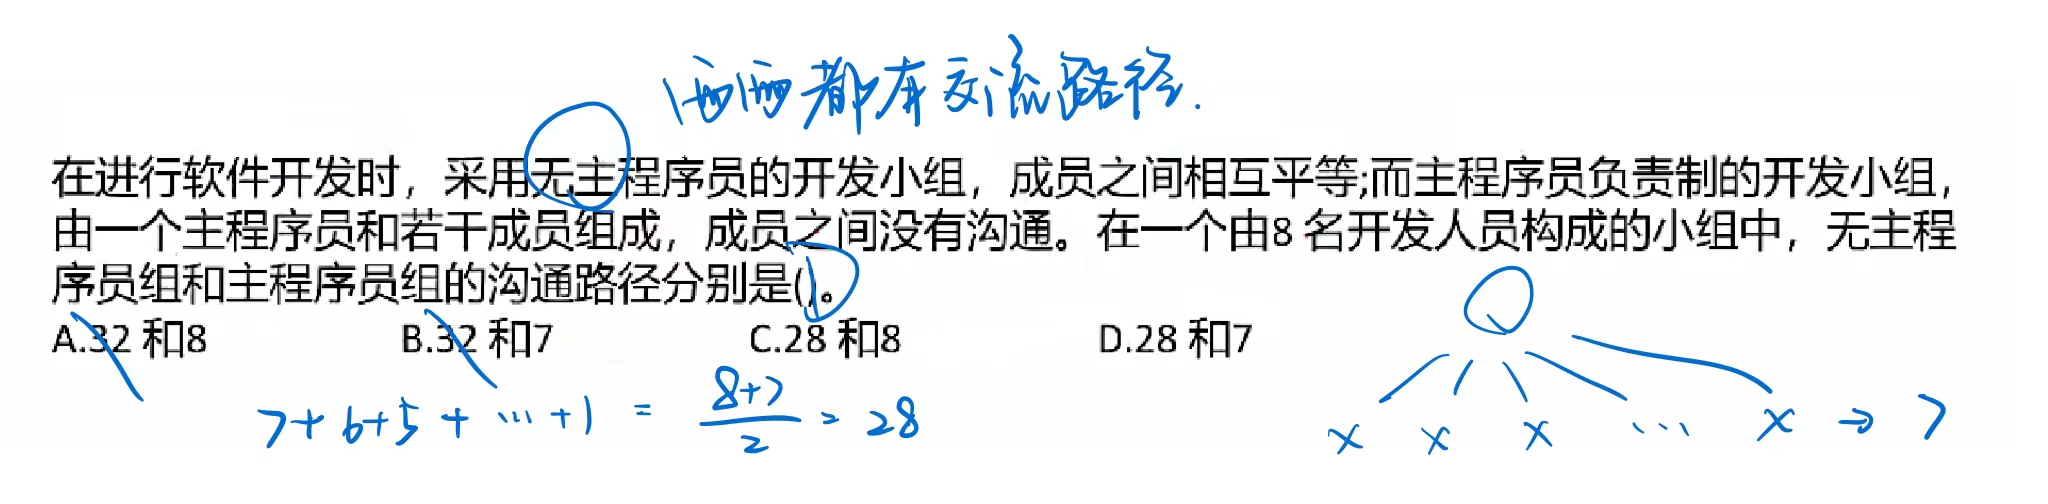 两两都有交流路径.
在进行软件开发时，采用无主程序员的开发小组，成员之间相互平等;而主程序员负责制的开发小组，
由一个主程序员和若干成员组成，成员之间没有沟通。在一个由8名开发人员构成的小组中，无主程
序员组和主程序员组的沟通路径分别是()。
D
A.32 和8 B.32 和7 C.28 和8 D.28 和7
7+6+5+…+1 = 8+7/2 = 28
x x x … x → 7